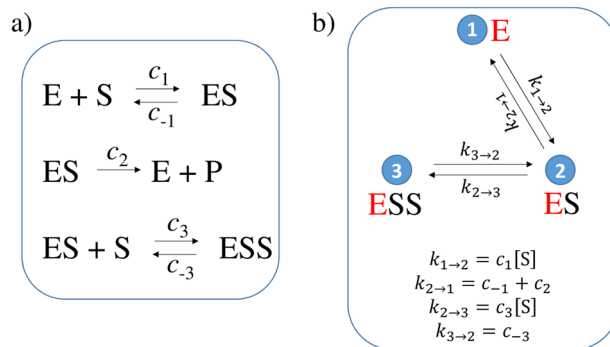 a)
E + S c₁ c₋₁ ES
ES c₂ E + P
ES + S c₃ c₋₃ ESS
b)
1 E
k₁→₂
k₂→₁
k₃→₂
3 2
k₂→₃
ESS ES
k₁→₂ = c₁[S]
k₂→₁ = c₋₁ + c₂
k₂→₃ = c₃[S]
k₃→₂ = c₋₃